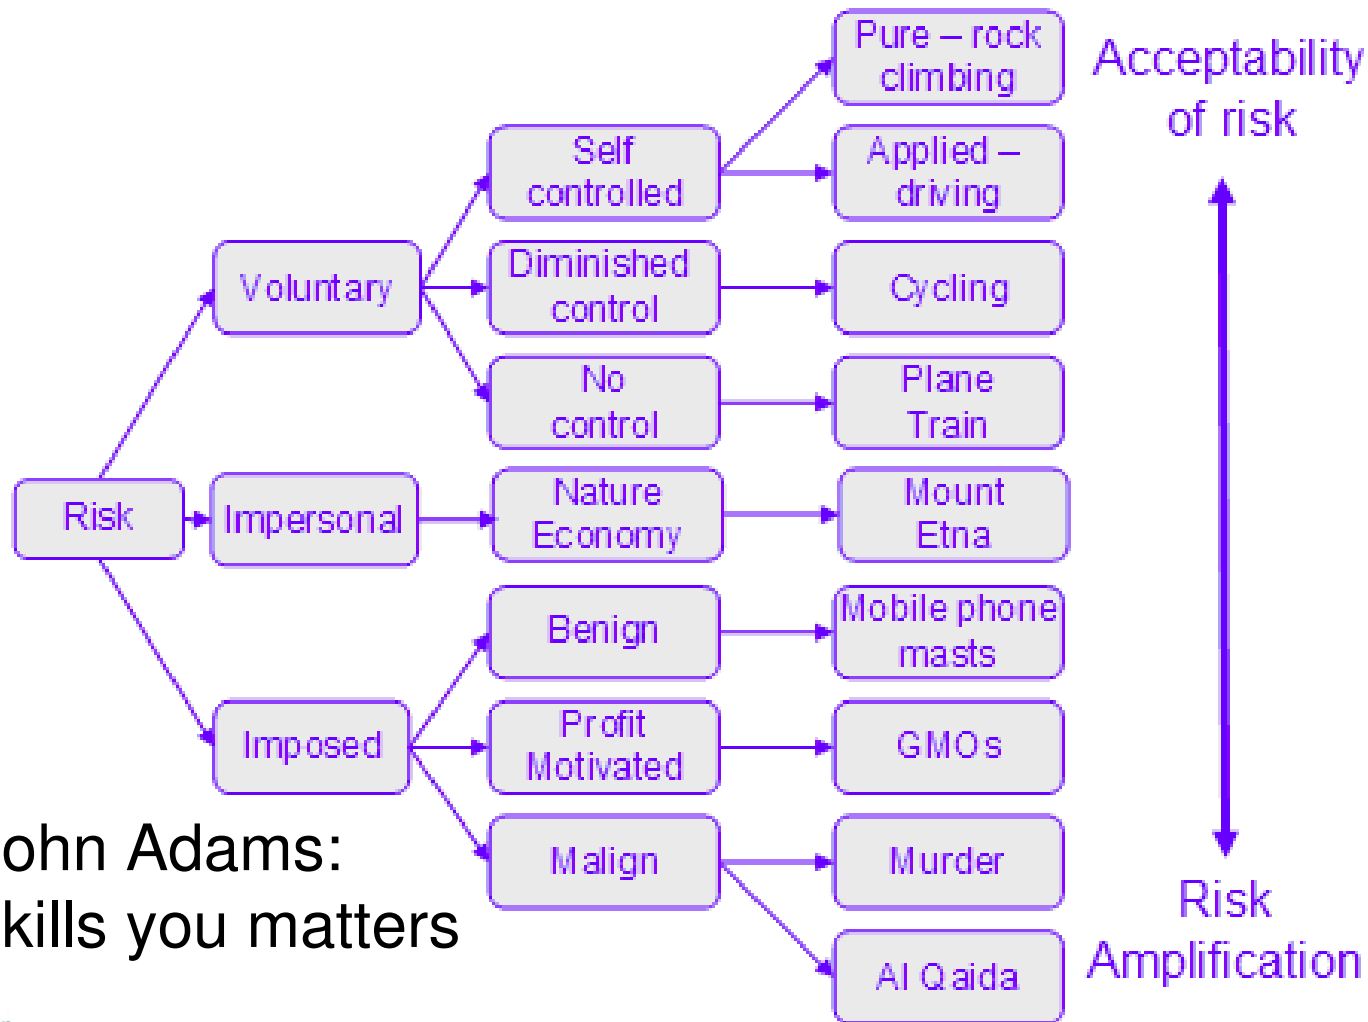 Pure – rock
climbing
Acceptability
of risk
Self
controlled
Applied –
driving
Voluntary
Diminished
control
Cycling
No
control
Plane
Train
Risk
Impersonal
Nature
Economy
Mount
Etna
Benign
Mobile phone
masts
Imposed
Profit
Motivated
GMOs
ohn Adams:
kills you matters
Malign
Murder
Risk
Amplification
Al Qaida